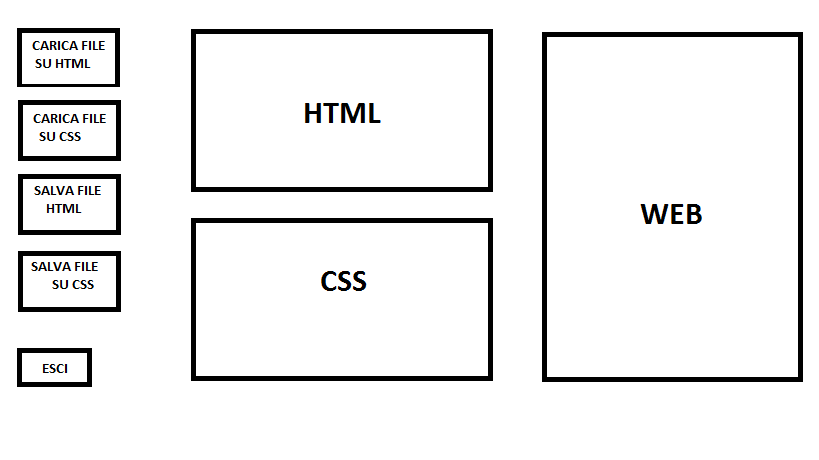 CARICA FILE
SU HTML
CARICA FILE
SU CSS
SALVA FILE
HTML
SALVA FILE
SU CSS
ESCI
HTML
CSS
WEB